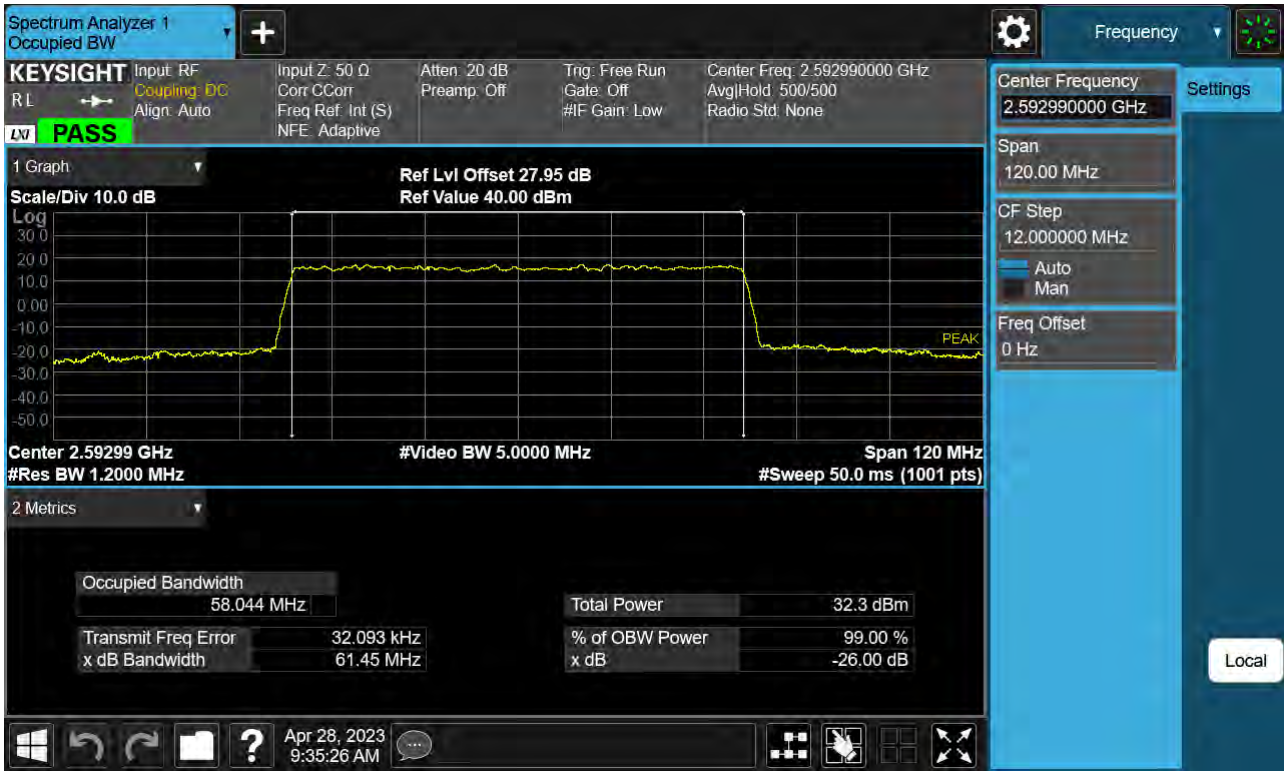 Spectrum Analyzer 1
Occupied BW
+
Frequency
KEYSIGHT
RL
LXI
PASS
Input: RF
Coupling: DC
Align: Auto
Input Z: 50 Ω
Corr CCorr
Freq Ref: Int (S)
NFE: Adaptive
Atten: 20 dB
Preamp: Off
Trig: Free Run
Gate: Off
#IF Gain: Low
Center Freq: 2.592990000 GHz
Avg|Hold: 500/500
Radio Std: None
Center Frequency
2.592990000 GHz
Settings
Span
120.00 MHz
CF Step
12.000000 MHz
Auto
Man
Freq Offset
0 Hz
1 Graph
Scale/Div 10.0 dB
Ref Lvl Offset 27.95 dB
Ref Value 40.00 dBm
Log
30.0
20.0
10.0
0.00
-10.0
-20.0
-30.0
-40.0
-50.0
PEAK
Center 2.59299 GHz
#Video BW 5.0000 MHz
Span 120 MHz
#Res BW 1.2000 MHz
#Sweep 50.0 ms (1001 pts)
2 Metrics
Occupied Bandwidth
58.044 MHz
Total Power 32.3 dBm
Transmit Freq Error 32.093 kHz
% of OBW Power 99.00 %
x dB Bandwidth 61.45 MHz
x dB -26.00 dB
Local
?
Apr 28, 2023
9:35:26 AM